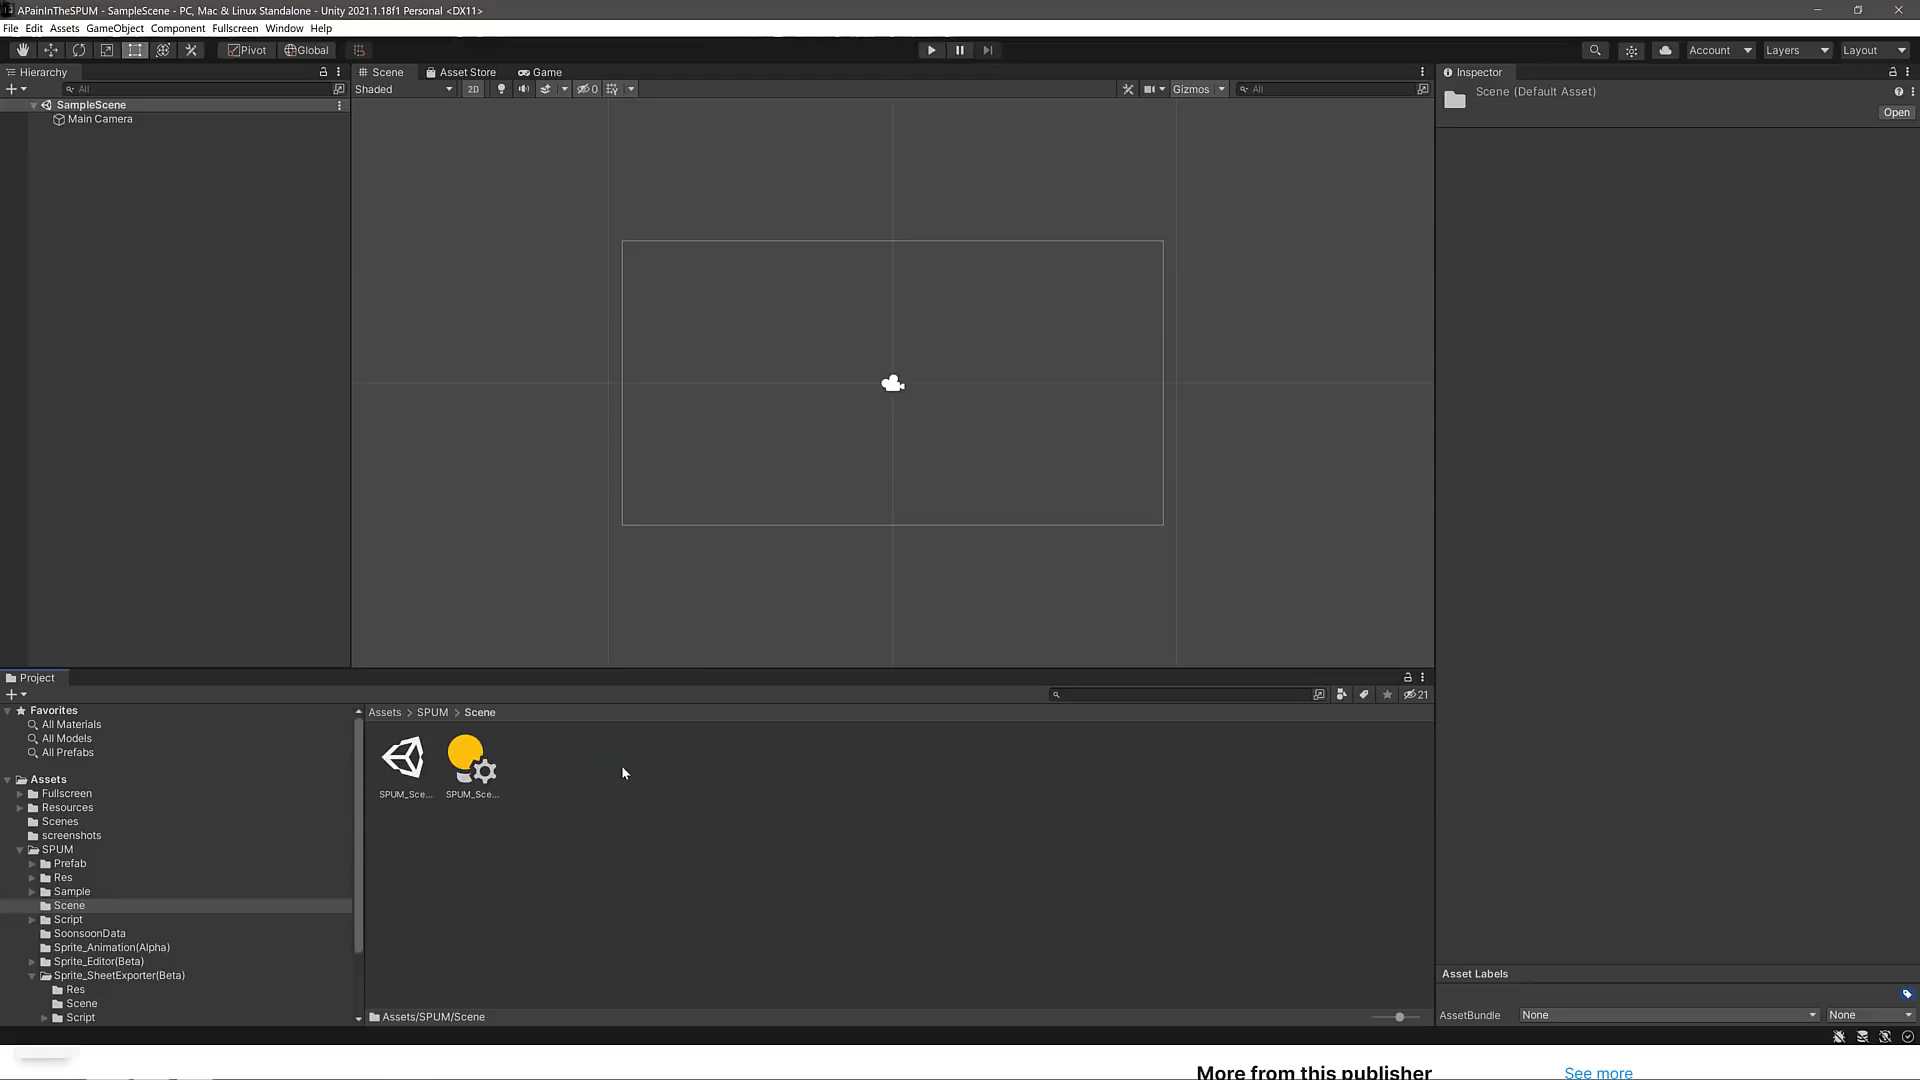 APainInTheSPUM - SampleScene - PC, Mac & Linux Standalone - Unity 2021.1.18f1 Personal <DX11>
File Edit Assets GameObject Component Fullscreen Window Help
Pivot Global Account Layers Layout
Hierarchy Scene Asset Store Game Inspector
All Shaded 2D 0 Gizmos All Scene (Default Asset)
SampleScene Open
Main Camera
Project
21
Favorites Assets > SPUM > Scene
All Materials
All Models
All Prefabs
Assets
Fullscreen SPUM_Sce... SPUM_Sce...
Resources
Scenes
screenshots
SPUM
Prefab
Res
Sample
Scene
Script
SoonsoonData
Sprite_Animation(Alpha)
Sprite_Editor(Beta)
Sprite_SheetExporter(Beta) Asset Labels
Res
Scene
Script Assets/SPUM/Scene AssetBundle None None
More from this publisher See more